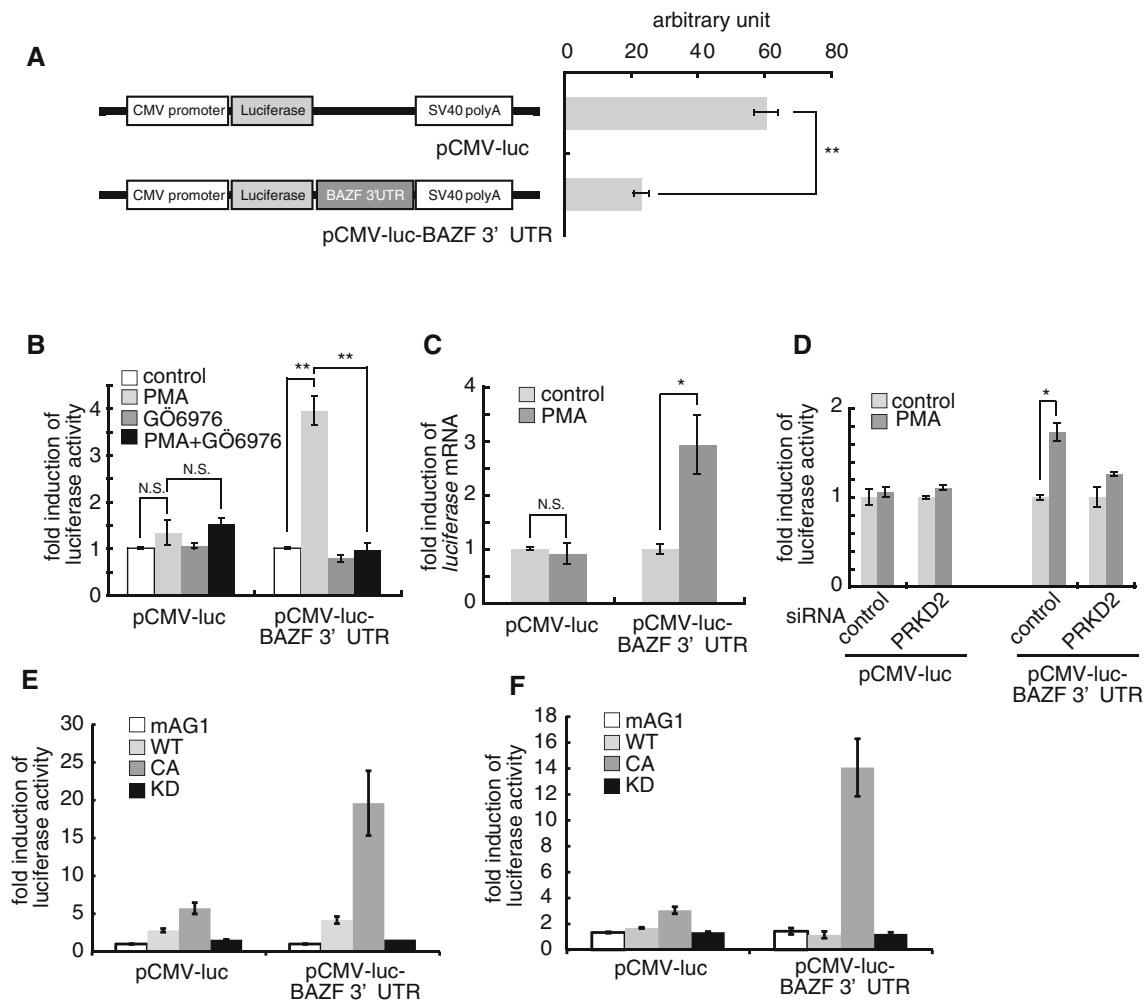 A
arbitrary unit
0 20 40 60 80
CMV promoter Luciferase SV40 polyA
pCMV-luc
**
CMV promoter Luciferase BAZF 3'UTR SV40 polyA
pCMV-luc-BAZF 3' UTR
B
control
PMA
GÖ6976
PMA+GÖ6976
fold induction of
luciferase activity
4
3
2
1
0
N.S.
N.S.
**
**
pCMV-luc
pCMV-luc-
BAZF 3' UTR
C
control
PMA
fold induction of
luciferase mRNA
4
3
2
1
0
N.S.
*
pCMV-luc
pCMV-luc-
BAZF 3' UTR
D
control
PMA
fold induction of
luciferase activity
2
1
0
*
siRNA
control
PRKD2
control
PRKD2
pCMV-luc
pCMV-luc-
BAZF 3' UTR
E
mAG1
WT
CA
KD
fold induction of
luciferase activity
30
25
20
15
10
5
0
pCMV-luc
pCMV-luc-
BAZF 3' UTR
F
mAG1
WT
CA
KD
fold induction of
luciferase activity
18
16
14
12
10
8
6
4
2
0
pCMV-luc
pCMV-luc-
BAZF 3' UTR